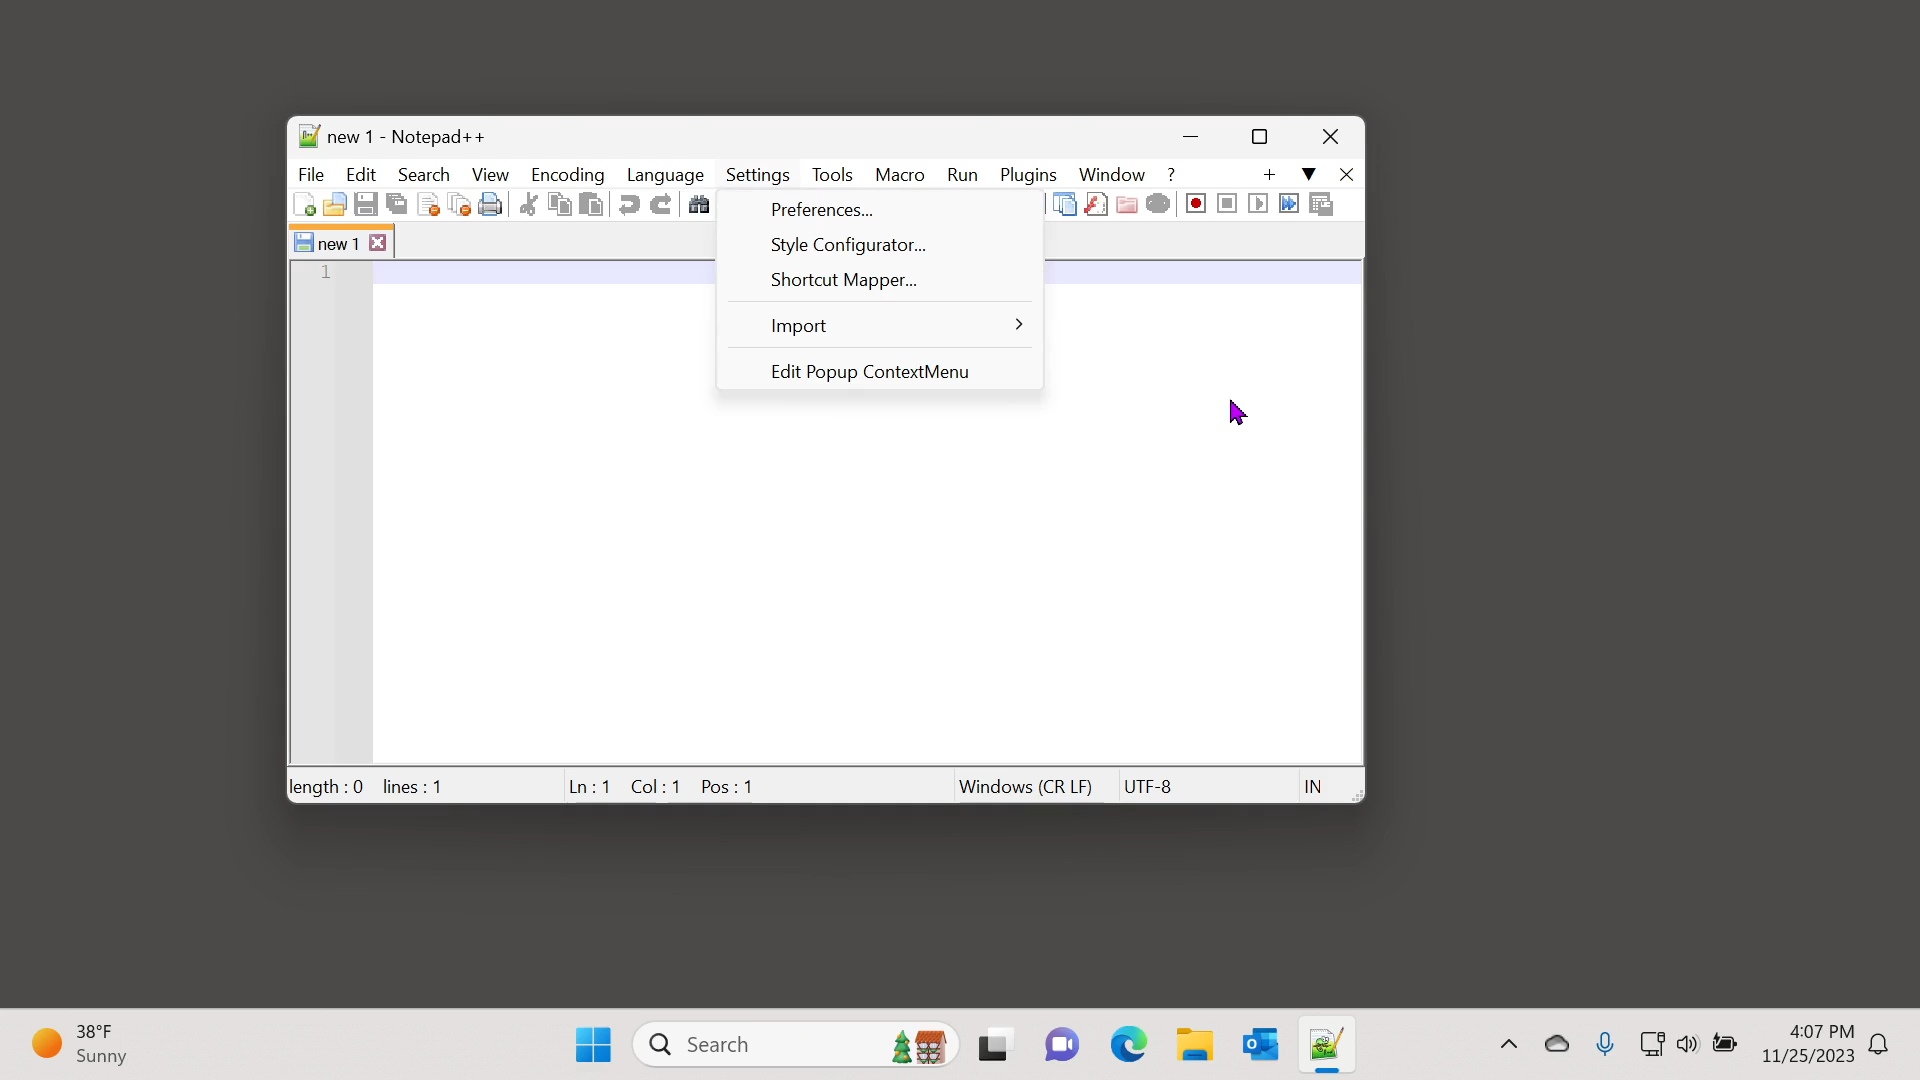 new 1 - Notepad++
File Edit Search View Encoding Language Settings Tools Macro Run Plugins Window ? + ▼ ✕
Preferences...
new 1
Style Configurator...
1
Shortcut Mapper...
Import
Edit Popup ContextMenu
length : 0 lines : 1 Ln : 1 Col : 1 Pos : 1 Windows (CR LF) UTF-8 IN
38°F
Sunny
Search
4:07 PM
11/25/2023